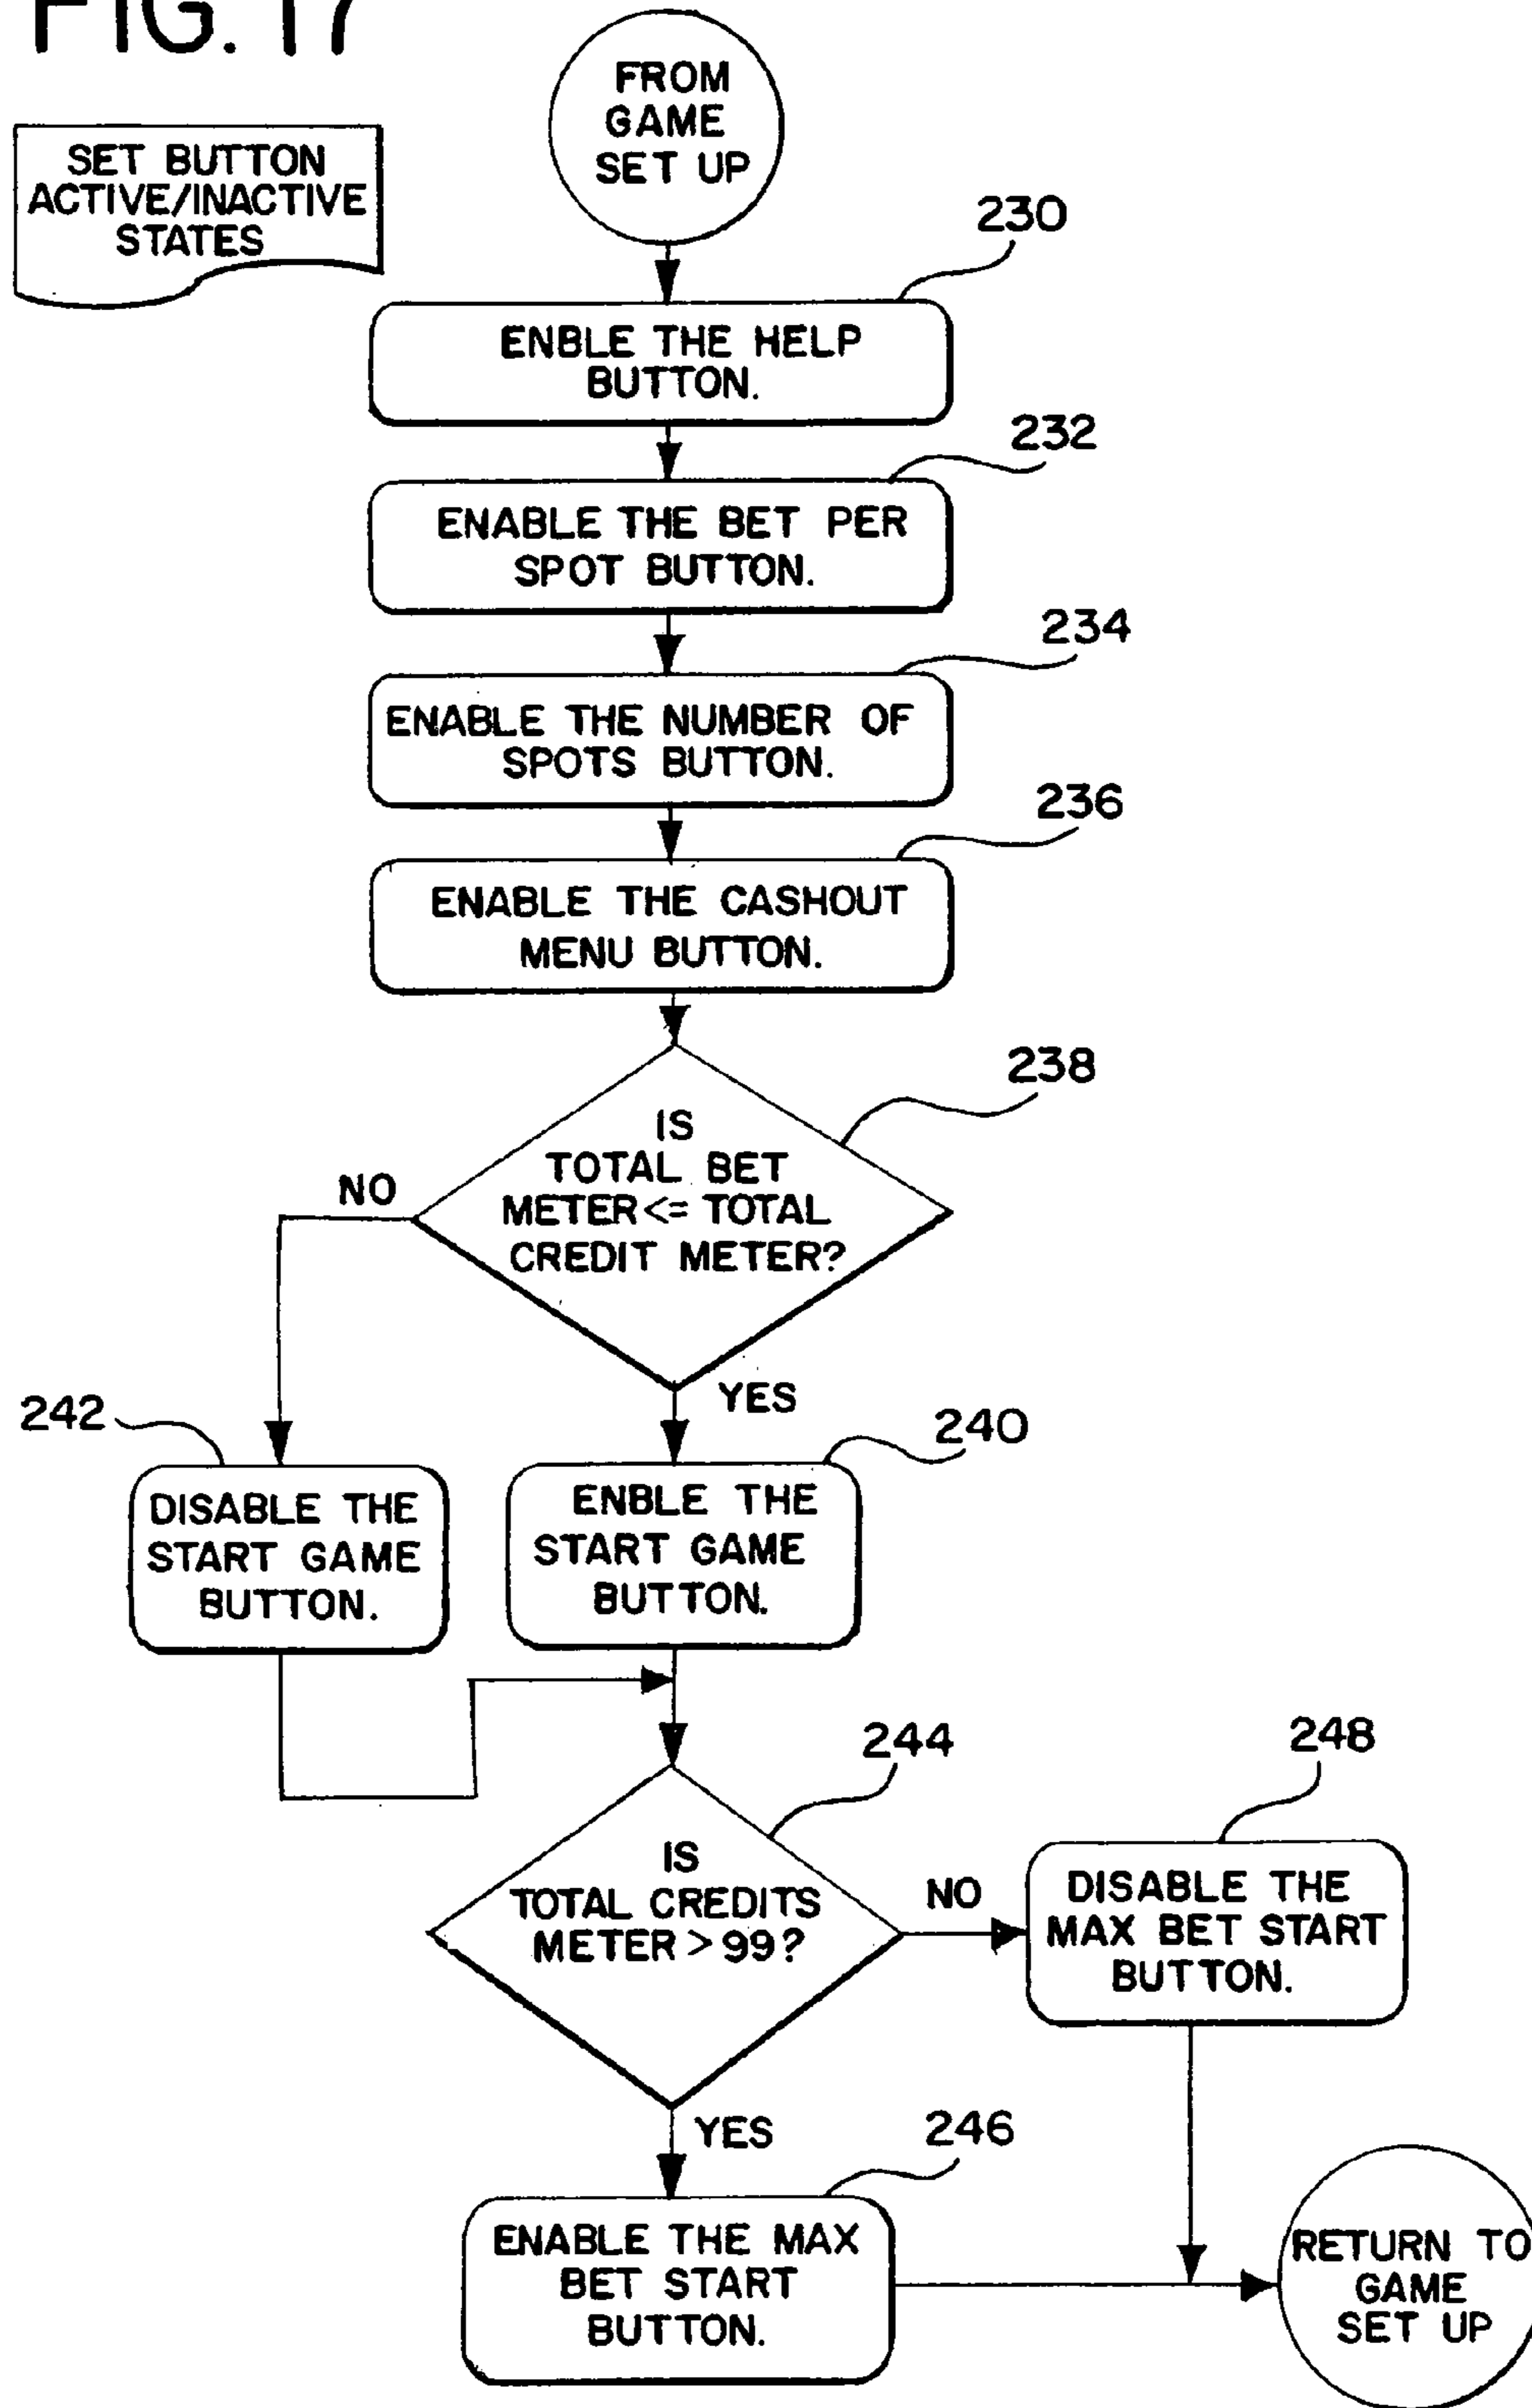 FIG. 17
FROM
GAME
SET UP
SET BUTTON
ACTIVE/INACTIVE
STATES
230
ENBLE THE HELP
BUTTON.
232
ENABLE THE BET PER
SPOT BUTTON.
234
ENABLE THE NUMBER OF
SPOTS BUTTON.
236
ENABLE THE CASHOUT
MENU BUTTON.
238
IS
TOTAL BET
METER <= TOTAL
CREDIT METER?
NO
YES
242
DISABLE THE
START GAME
BUTTON.
240
ENBLE THE
START GAME
BUTTON.
244
IS
TOTAL CREDITS
METER > 99?
NO
248
DISABLE THE
MAX BET START
BUTTON.
YES
246
ENABLE THE MAX
BET START
BUTTON.
RETURN TO
GAME
SET UP